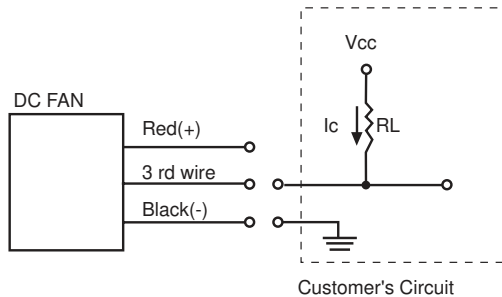 Vcc
DC FAN
Ic
RL
Red(+)
3 rd wire
Black(-)
Customer's Circuit